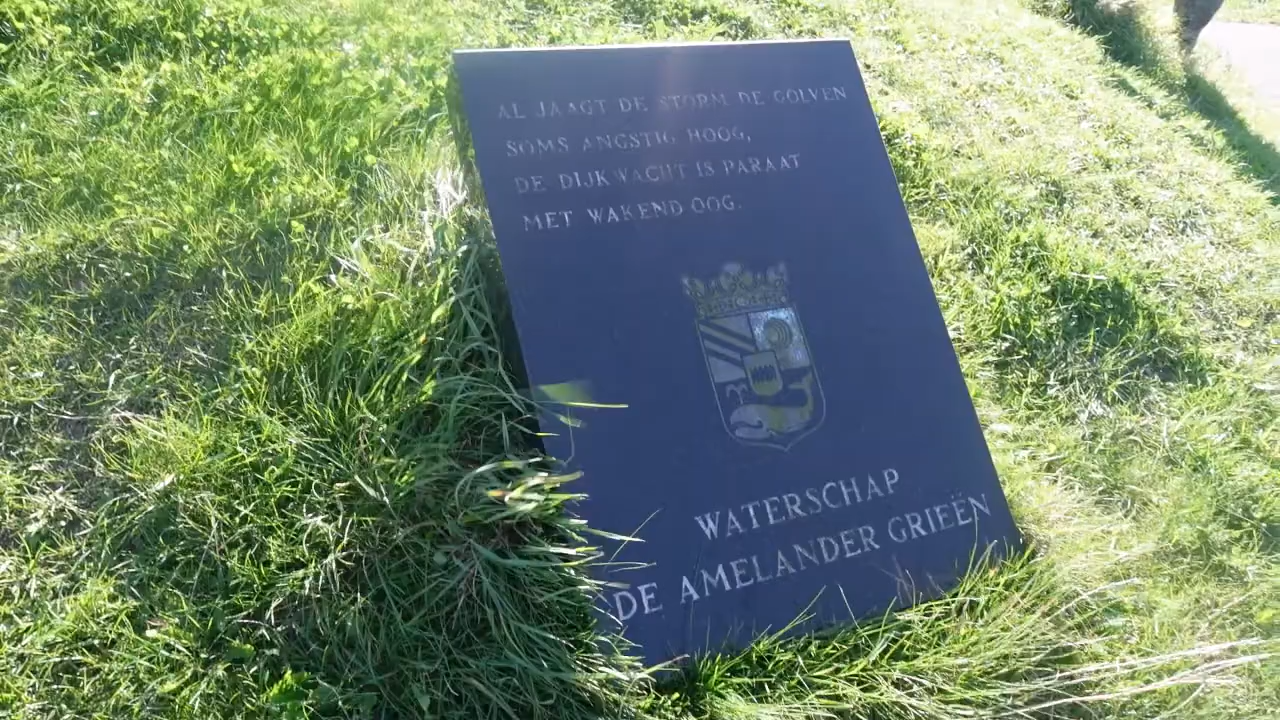 AL JAAGT DE STORM DE GOLVEN
SOMS ANGSTIG HOOG,
DE DIJKWACHT IS PARAAT
MET WAKEND OOG.
WATERSCHAP
DE AMELANDER GRIEËN